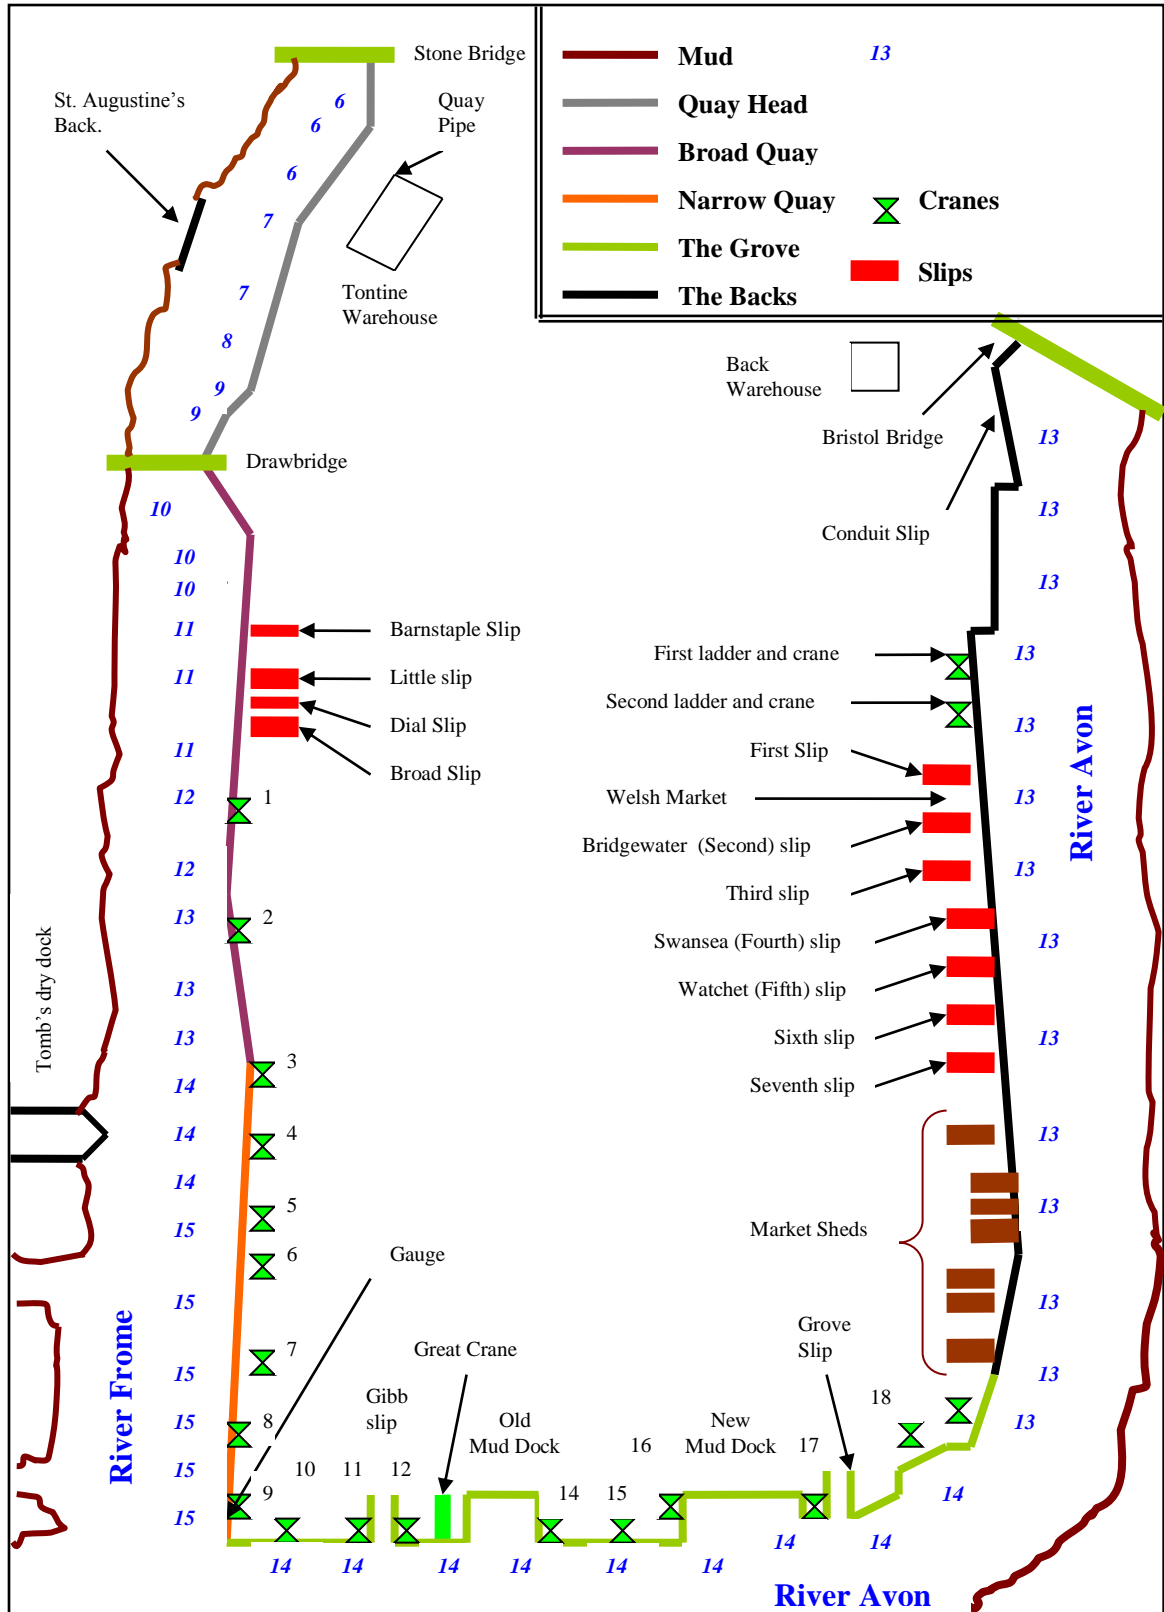 Stone Bridge
St. Augustine's
Back.
Quay
Pipe
6
6
6
7
7
8
9
9
Tontine
Warehouse
Drawbridge
Mud
13
Quay Head
Broad Quay
Narrow Quay
Cranes
The Grove
Slips
The Backs
Back
Warehouse
Bristol Bridge
Conduit Slip
13
13
13
10
10
10
11
11
11
12
12
13
13
13
14
14
14
15
15
15
15
15
15
Barnstaple Slip
Little slip
Dial Slip
Broad Slip
1
2
3
4
5
6
7
8
9
Tomb's dry dock
River Frome
Gauge
First ladder and crane
Second ladder and crane
First Slip
Welsh Market
Bridgewater (Second) slip
Third slip
Swansea (Fourth) slip
Watchet (Fifth) slip
Sixth slip
Seventh slip
Market Sheds
River Avon
13
13
13
13
13
13
13
13
13
13
13
Great Crane
Gibb
slip
Old
Mud Dock
New
Mud Dock
Grove
Slip
10
11
12
14
15
16
17
18
14
14
14
14
14
14
14
14
River Avon